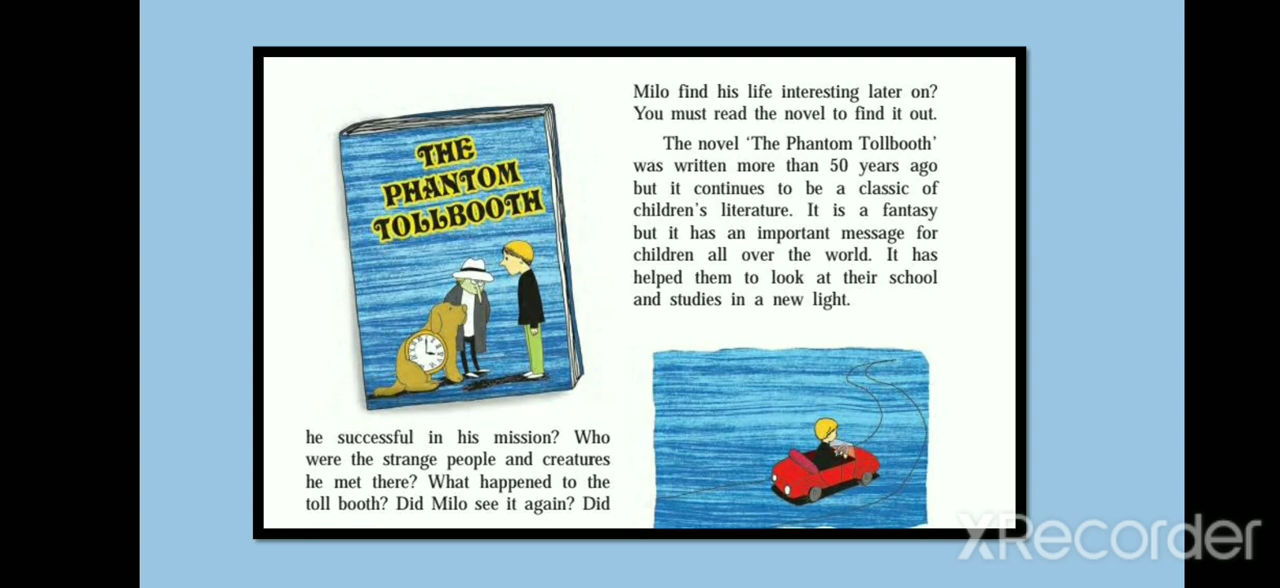 THE
PHANTOM
TOLLBOOTH
he successful in his mission? Who
were the strange people and creatures
he met there? What happened to the
toll booth? Did Milo see it again? Did
Milo find his life interesting later on?
You must read the novel to find it out.
The novel ‘The Phantom Tollbooth’
was written more than 50 years ago
but it continues to be a classic of
children’s literature. It is a fantasy
but it has an important message for
children all over the world. It has
helped them to look at their school
and studies in a new light.
XRecorder